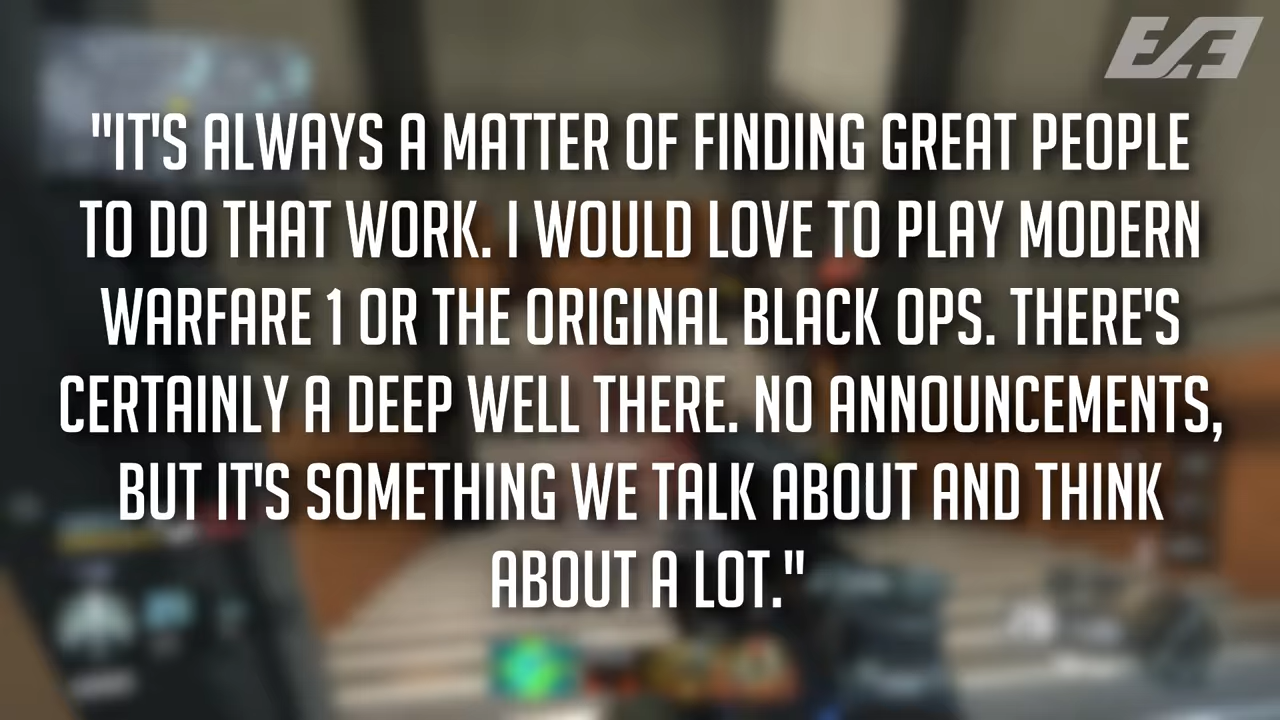 "IT'S ALWAYS A MATTER OF FINDING GREAT PEOPLE
TO DO THAT WORK. I WOULD LOVE TO PLAY MODERN
WARFARE 1 OR THE ORIGINAL BLACK OPS. THERE'S
CERTAINLY A DEEP WELL THERE. NO ANNOUNCEMENTS,
BUT IT'S SOMETHING WE TALK ABOUT AND THINK
ABOUT A LOT."